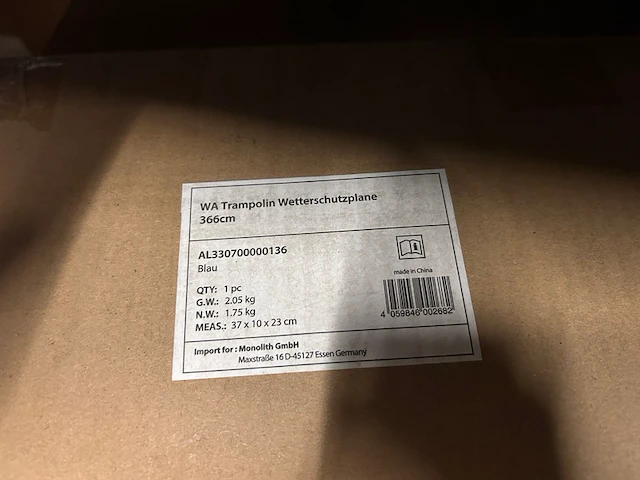 WA Trampolin Wetterschutzplane
366cm
AL330700000136
Blau
QTY: 1 pc
G.W.: 2.05 kg
N.W.: 1.75 kg
MEAS.: 37 x 10 x 23 cm
made in China
4 059846 002682
Import for : Monolith GmbH
Maxstraße 16 D-45127 Essen Germany